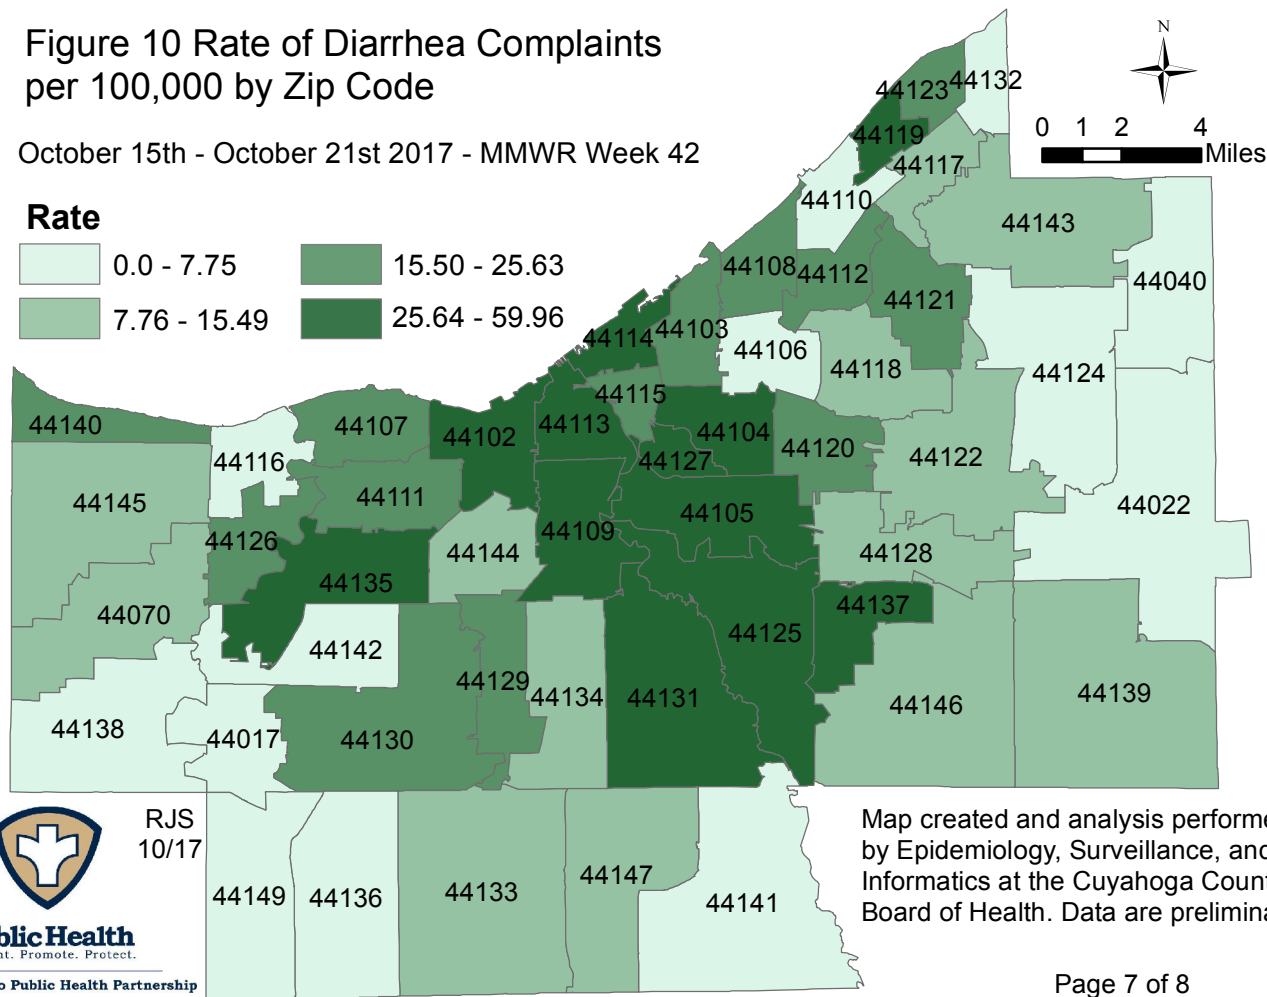 Figure 10 Rate of Diarrhea Complaints
per 100,000 by Zip Code
October 15th - October 21st 2017 - MMWR Week 42
Rate
0.0 - 7.75
15.50 - 25.63
7.76 - 15.49
25.64 - 59.96
N
0 1 2 4
Miles
44132
44123
44119
44117
44110
44143
44108
44112
44040
44121
44103
44114
44106
44118
44124
44115
44140
44107
44102
44113
44104
44120
44122
44116
44127
44145
44111
44022
44105
44109
44126
44144
44128
44135
44070
44137
44125
44142
44129
44134
44131
44146
44139
44138
44017
44130
44149
44136
44133
44147
44141
RJS
10/17
blic Health
nt. Promote. Protect.
o Public Health Partnership
Map created and analysis performe
by Epidemiology, Surveillance, and
Informatics at the Cuyahoga Count
Board of Health. Data are prelimina
Page 7 of 8